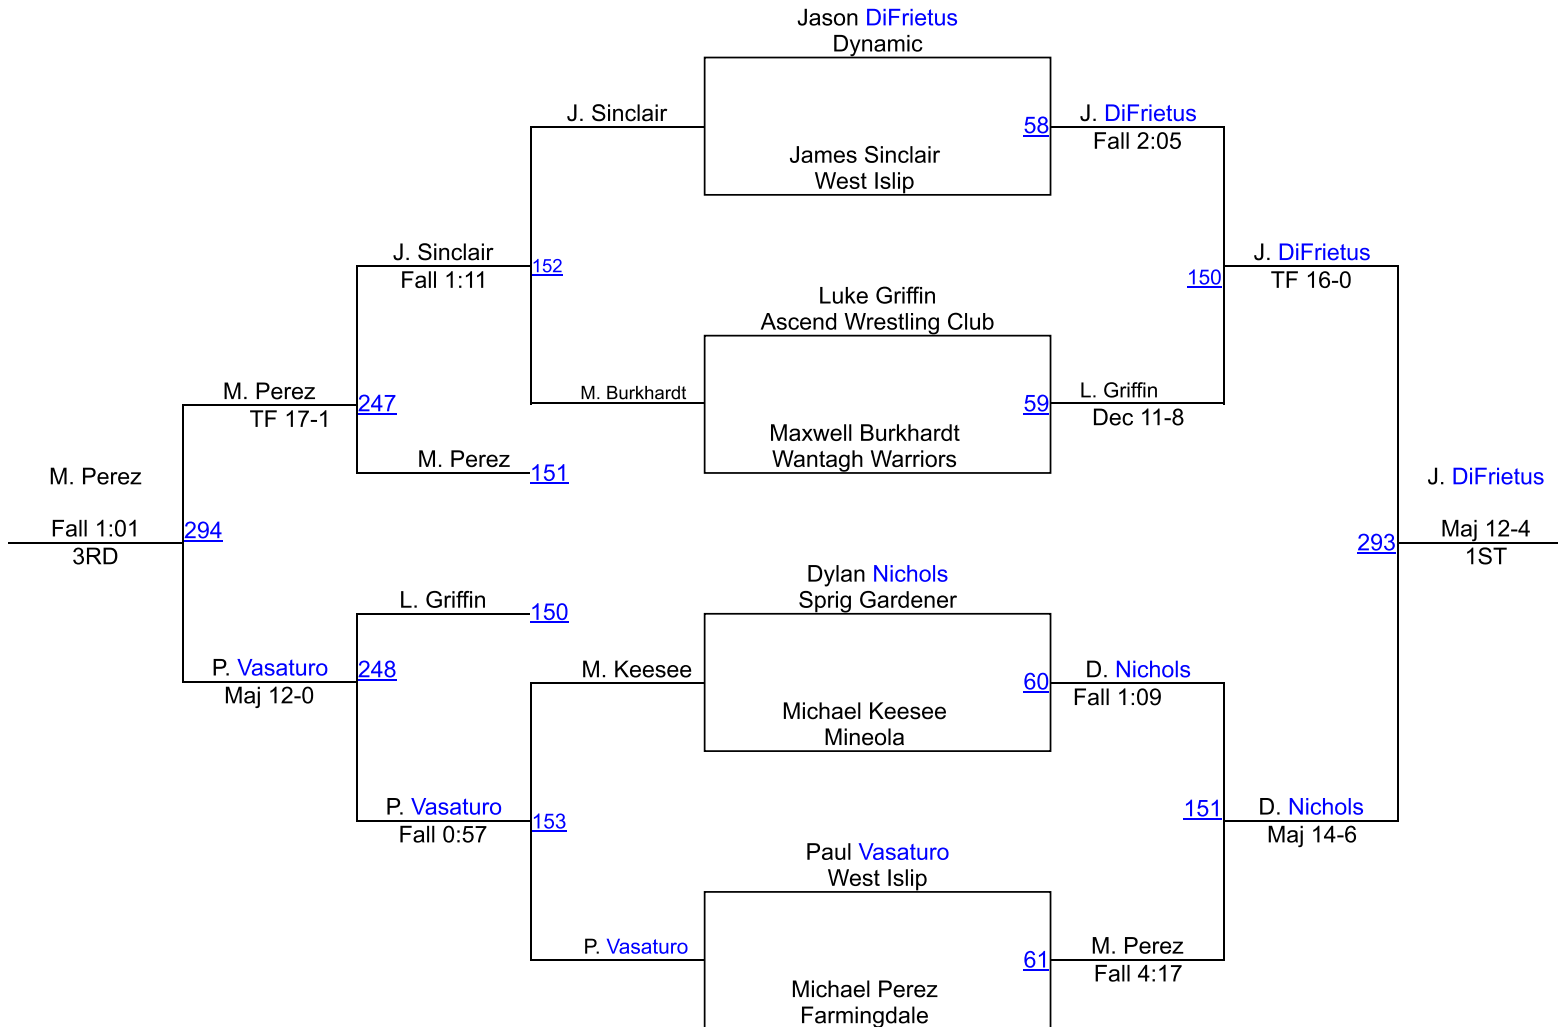 Jason DiFrietus
Dynamic
J. Sinclair
58
J. DiFrietus
Fall 2:05
James Sinclair
West Islip
J. Sinclair
Fall 1:11
152
150
J. DiFrietus
TF 16-0
Luke Griffin
Ascend Wrestling Club
M. Perez
TF 17-1
247
M. Burkhardt
59
L. Griffin
Dec 11-8
Maxwell Burkhardt
Wantagh Warriors
M. Perez
151
M. Perez
Fall 1:01
3RD
294
J. DiFrietus
293
Maj 12-4
1ST
Dylan Nichols
Sprig Gardener
L. Griffin
150
P. Vasaturo
Maj 12-0
248
M. Keesee
60
D. Nichols
Fall 1:09
Michael Keesee
Mineola
P. Vasaturo
Fall 0:57
153
151
D. Nichols
Maj 14-6
Paul Vasaturo
West Islip
P. Vasaturo
61
M. Perez
Fall 4:17
Michael Perez
Farmingdale